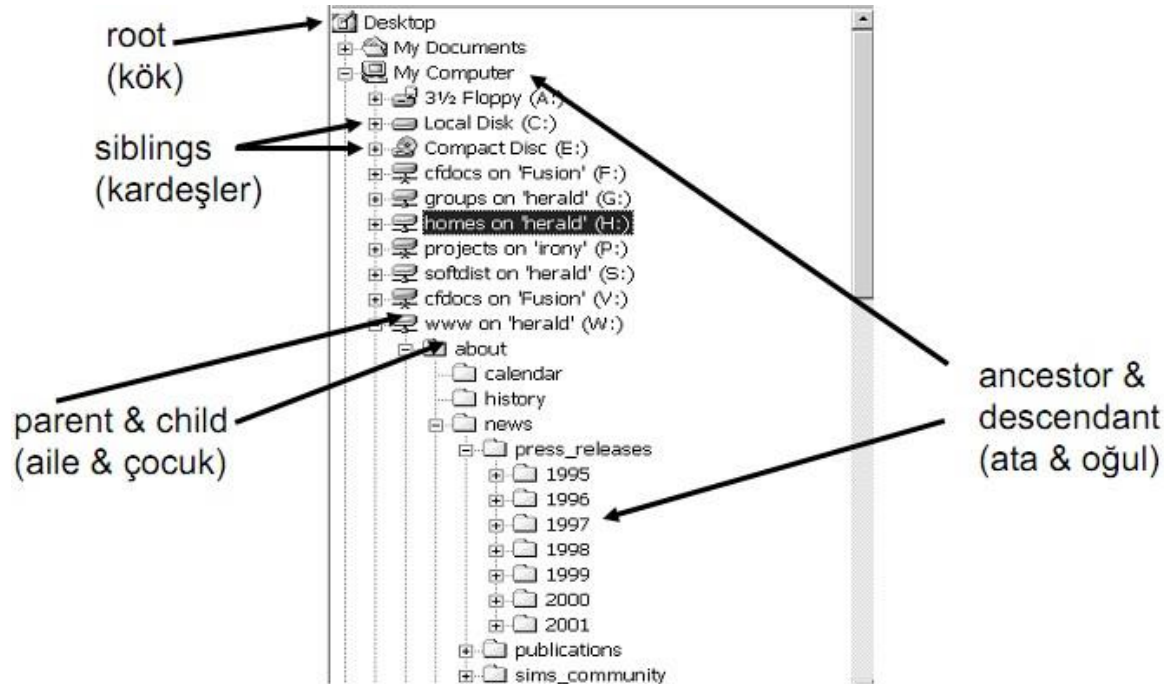 root
(kök)
siblings
(kardeşler)
parent & child
(aile & çocuk)
Desktop
My Documents
My Computer
3½ Floppy (A:)
Local Disk (C:)
Compact Disc (E:)
cfdocs on 'Fusion' (F:)
groups on 'herald' (G:)
homes on 'herald' (H:)
projects on 'irony' (P:)
softdist on 'herald' (S:)
cfdocs on 'Fusion' (V:)
www on 'herald' (W:)
about
calendar
history
news
press_releases
1995
1996
1997
1998
1999
2000
2001
publications
sims_community
ancestor &
descendant
(ata & oğul)